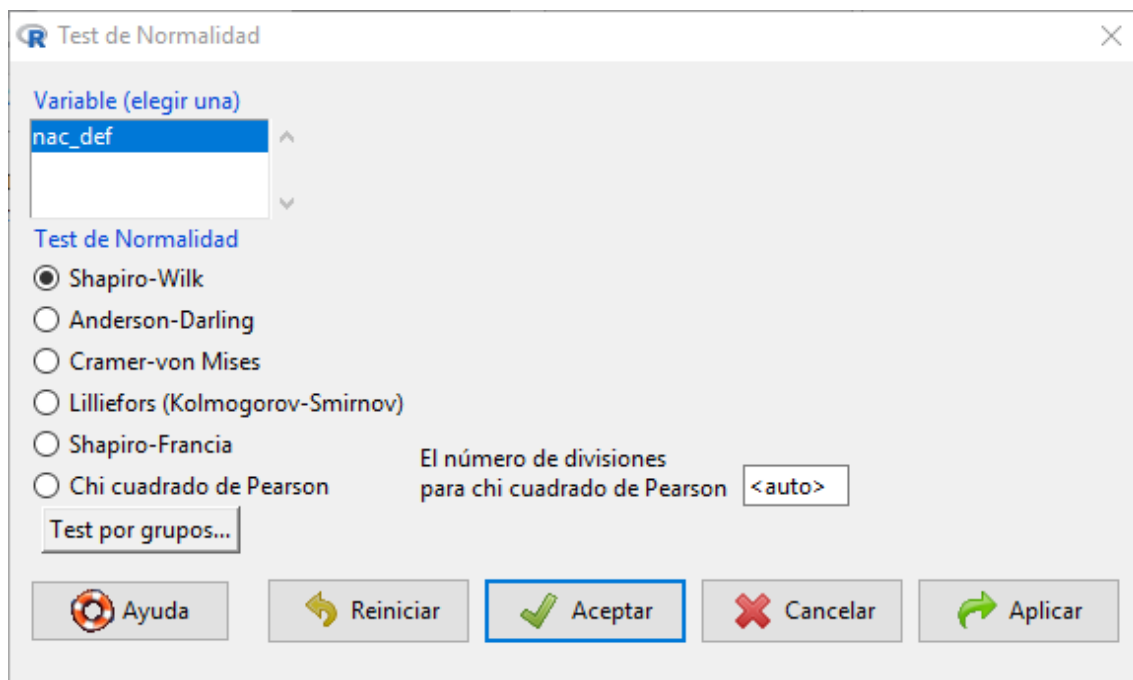 Test de Normalidad
Variable (elegir una)
nac_def
Test de Normalidad
Shapiro-Wilk
Anderson-Darling
Cramer-von Mises
Lilliefors (Kolmogorov-Smirnov)
Shapiro-Francia
Chi cuadrado de Pearson
El número de divisiones
para chi cuadrado de Pearson <auto>
Test por grupos...
Ayuda Reiniciar Aceptar Cancelar Aplicar